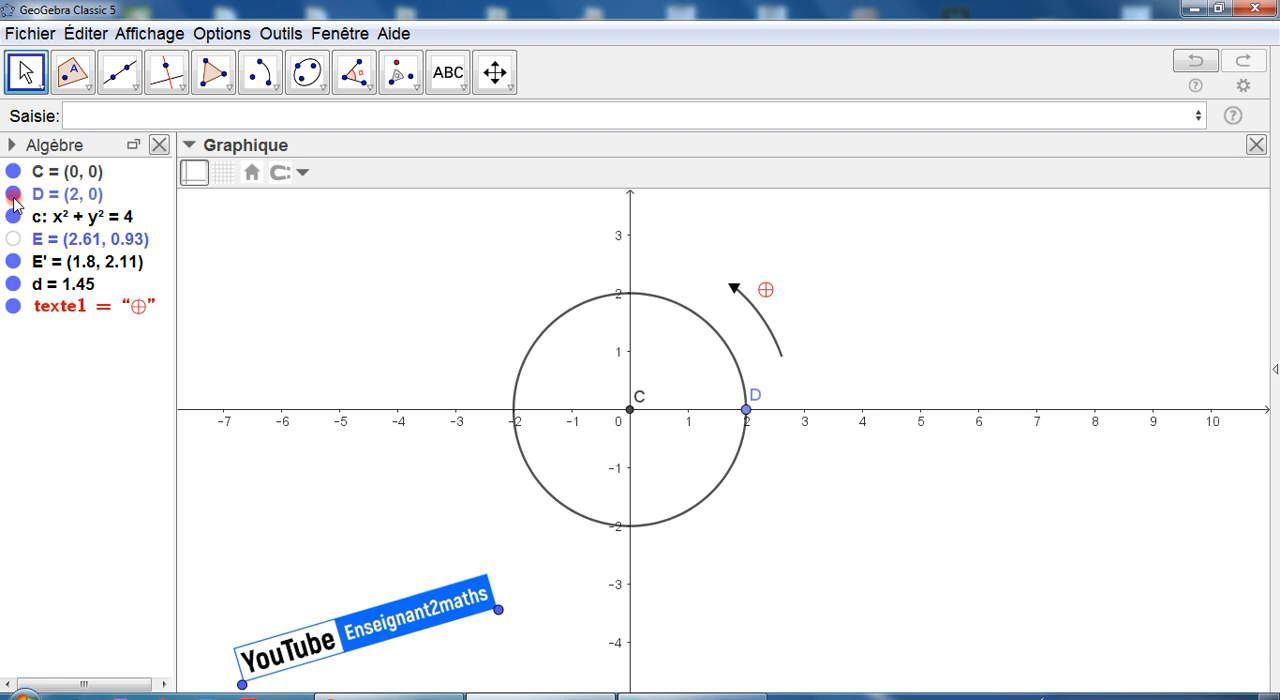 GeoGebra Classic 5
Fichier Éditer Affichage Options Outils Fenêtre Aide
A α a ABC
Saisie:
Algèbre
Graphique
C = (0, 0)
D = (2, 0)
c: x² + y² = 4
E = (2.61, 0.93)
E' = (1.8, 2.11)
d = 1.45
texte1 = “⊕”
3
2
1
⊕
C
D
-7 -6 -5 -4 -3 -2 -1 0 1 2 3 4 5 6 7 8 9 10
-1
-2
-3
-4
YouTube Enseignant2maths